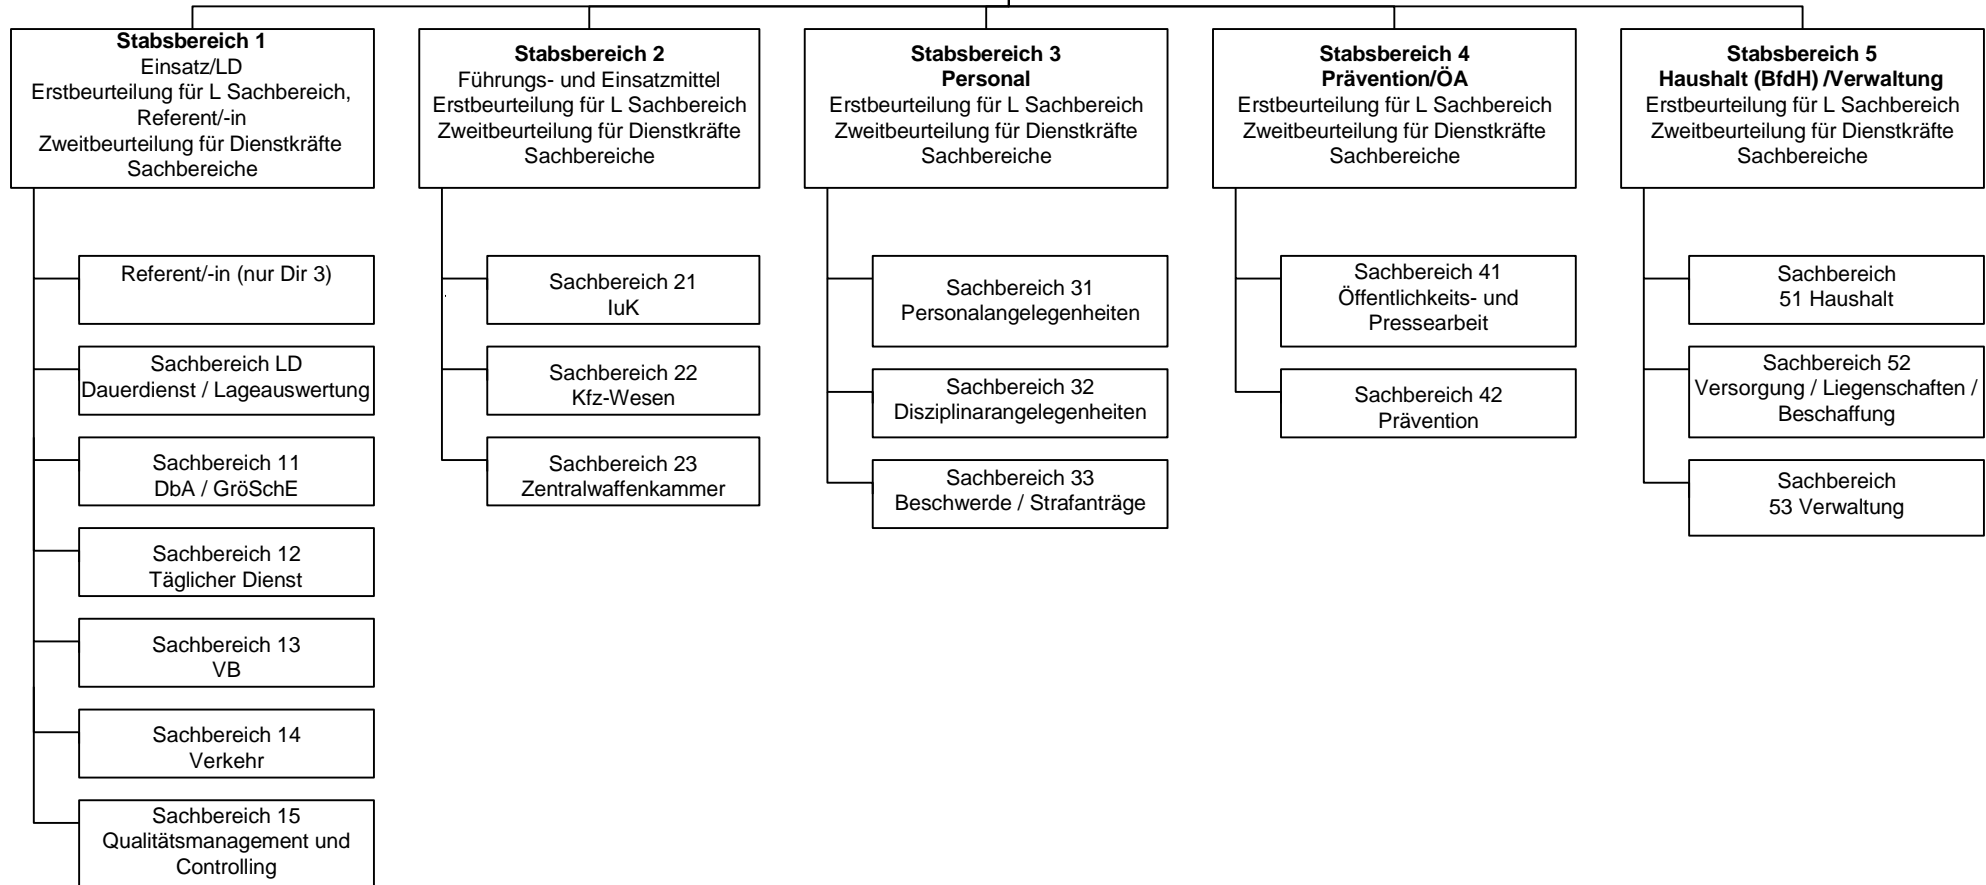 Stabsbereich 1
Einsatz/LD
Erstbeurteilung für L Sachbereich,
Referent/-in
Zweitbeurteilung für Dienstkräfte
Sachbereiche
Referent/-in (nur Dir 3)
Sachbereich LD
Dauerdienst / Lageauswertung
Sachbereich 11
DbA / GröSchE
Sachbereich 12
Täglicher Dienst
Sachbereich 13
VB
Sachbereich 14
Verkehr
Sachbereich 15
Qualitätsmanagement und
Controlling
Stabsbereich 2
Führungs- und Einsatzmittel
Erstbeurteilung für L Sachbereich
Zweitbeurteilung für Dienstkräfte
Sachbereiche
Sachbereich 21
IuK
Sachbereich 22
Kfz-Wesen
Sachbereich 23
Zentralwaffenkammer
Stabsbereich 3
Personal
Erstbeurteilung für L Sachbereich
Zweitbeurteilung für Dienstkräfte
Sachbereiche
Sachbereich 31
Personalangelegenheiten
Sachbereich 32
Disziplinarangelegenheiten
Sachbereich 33
Beschwerde / Strafanträge
Stabsbereich 4
Prävention/ÖA
Erstbeurteilung für L Sachbereich
Zweitbeurteilung für Dienstkräfte
Sachbereiche
Sachbereich 41
Öffentlichkeits- und
Pressearbeit
Sachbereich 42
Prävention
Stabsbereich 5
Haushalt (BfdH) /Verwaltung
Erstbeurteilung für L Sachbereich
Zweitbeurteilung für Dienstkräfte
Sachbereiche
Sachbereich
51 Haushalt
Sachbereich 52
Versorgung / Liegenschaften /
Beschaffung
Sachbereich
53 Verwaltung